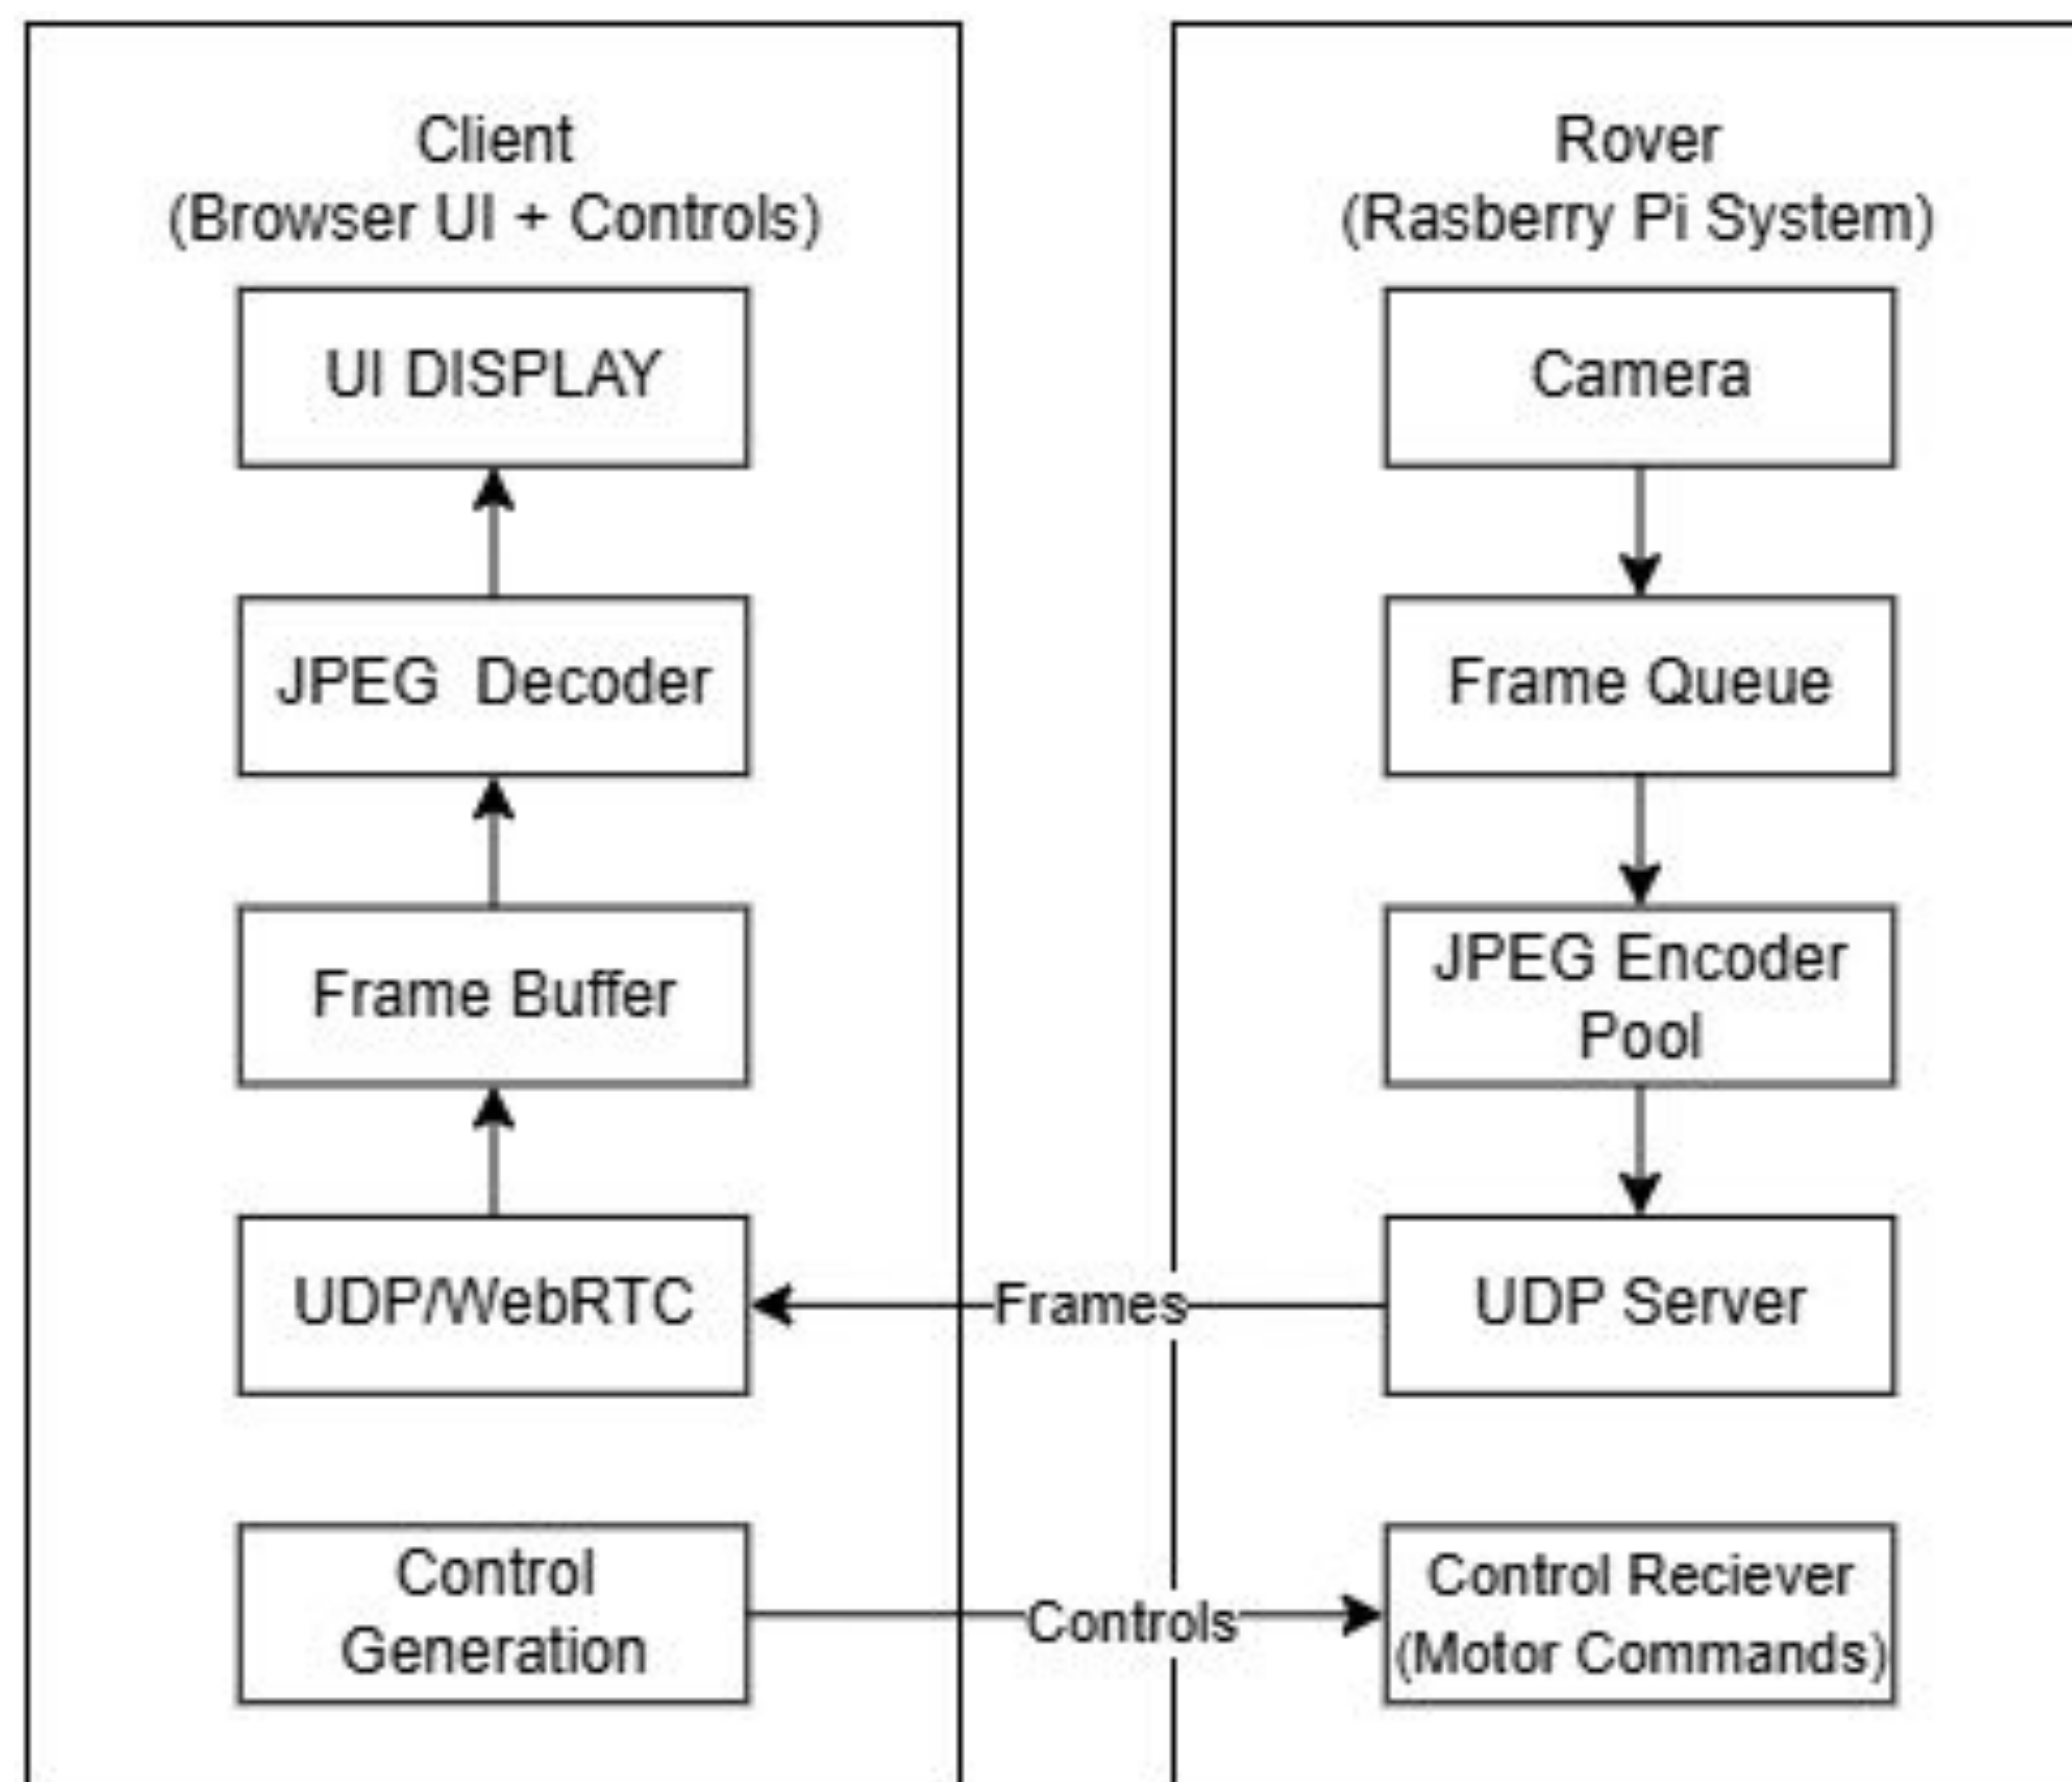 Client
(Browser UI + Controls)
UI DISPLAY
JPEG Decoder
Frame Buffer
UDP/WebRTC
Control
Generation
Frames
Controls
Rover
(Rasberry Pi System)
Camera
Frame Queue
JPEG Encoder
Pool
UDP Server
Control Reciever
(Motor Commands)